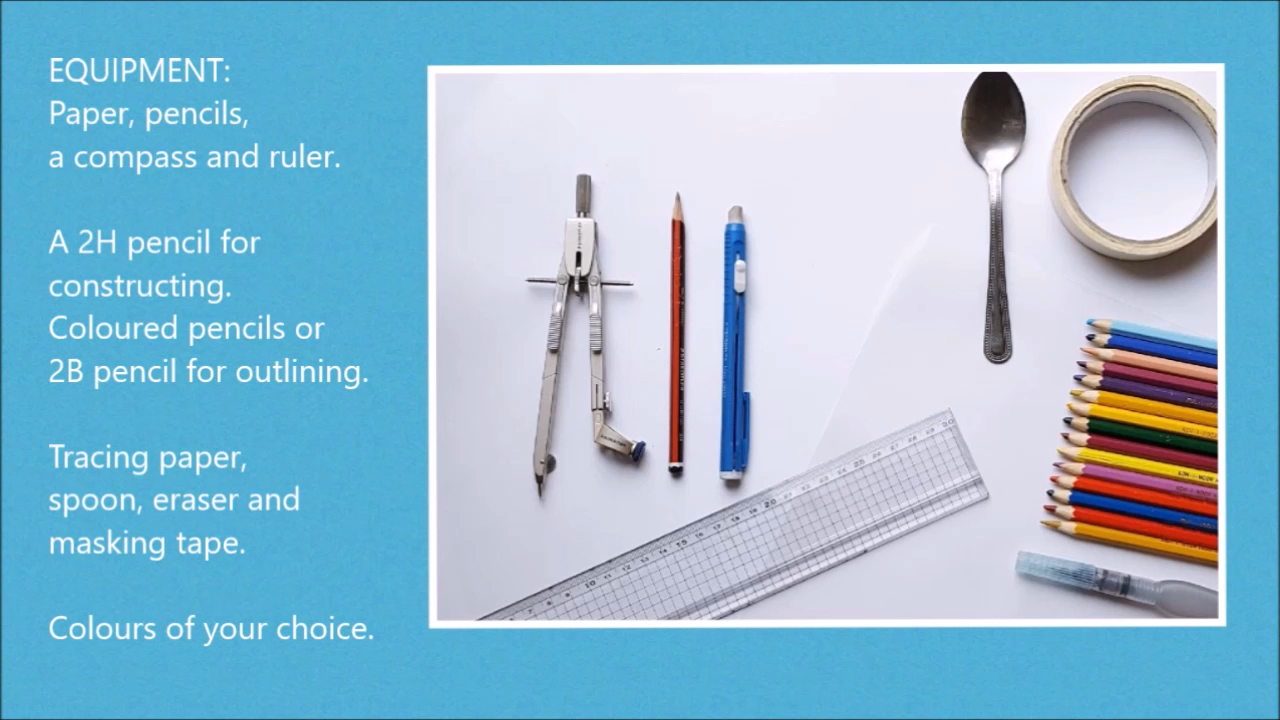 EQUIPMENT:
Paper, pencils,
a compass and ruler.
A 2H pencil for
constructing.
Coloured pencils or
2B pencil for outlining.
Tracing paper,
spoon, eraser and
masking tape.
Colours of your choice.